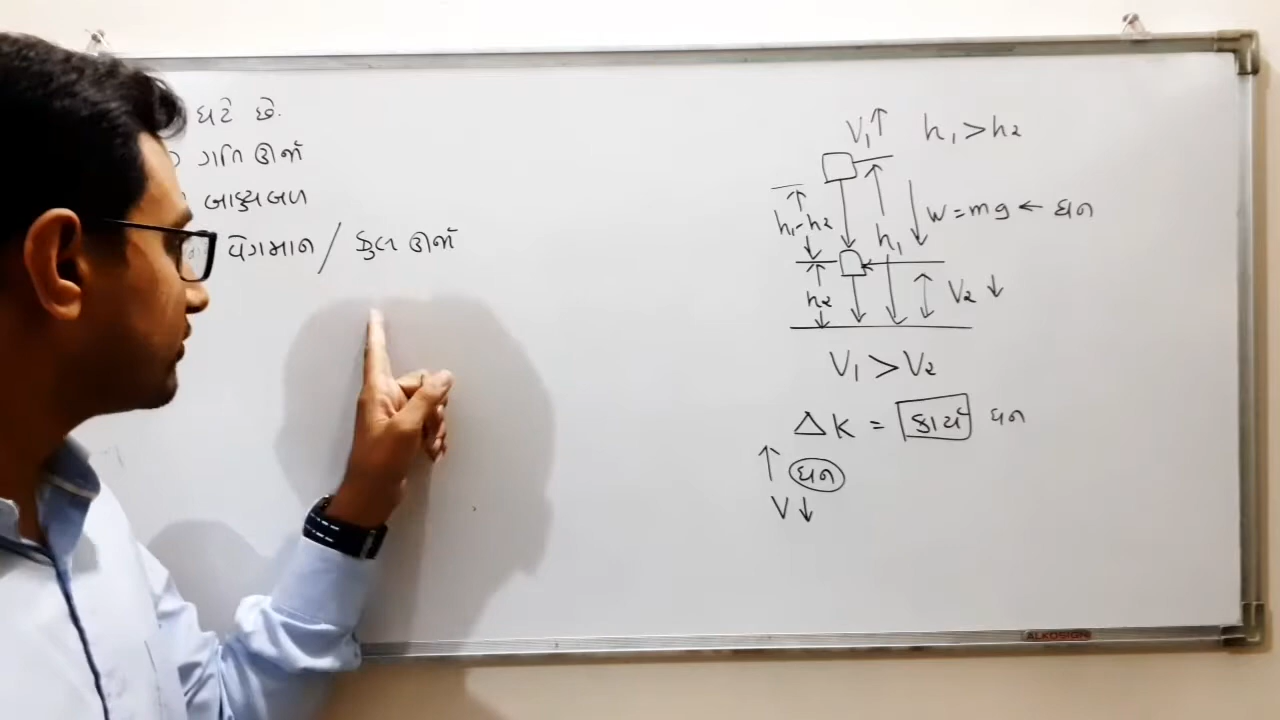 ઘટે છે.
ગતિ ઊર્જા
બાહ્યબળ
વેગમાન / કુલ ઊર્જા
V₁ ↑ h₁ > h₂
h₁-h₂
h₁
W = mg ← ધન
h₂
V₂ ↓
V₁ > V₂
ΔK = કાર્ય ધન
↑ ધન
V ↓
ALKOSIGN